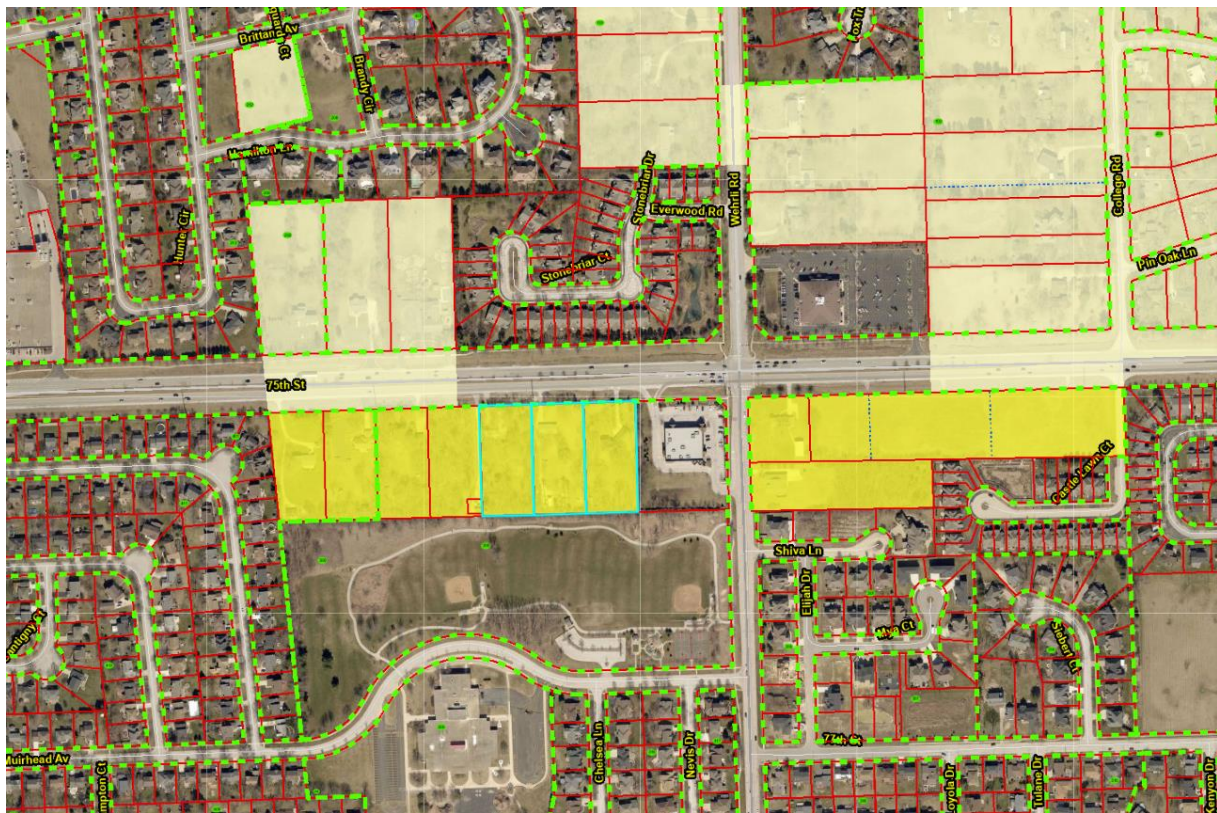 Brittany Av
Brandy Cir
Hamilton Ln
Hunter Cir
Stonebriar Dr
Everwood Rd
Stonebriar Ct
Wehrli Rd
College Rd
Pin Oak Ln
75th St
Castle Lawn Ct
Shiva Ln
Elijah Dr
Mya Ct
Siebert Ct
Muirhead Av
Chelsea Ln
Nevis Dr
77th St
Tulane Dr
Kenyon Dr